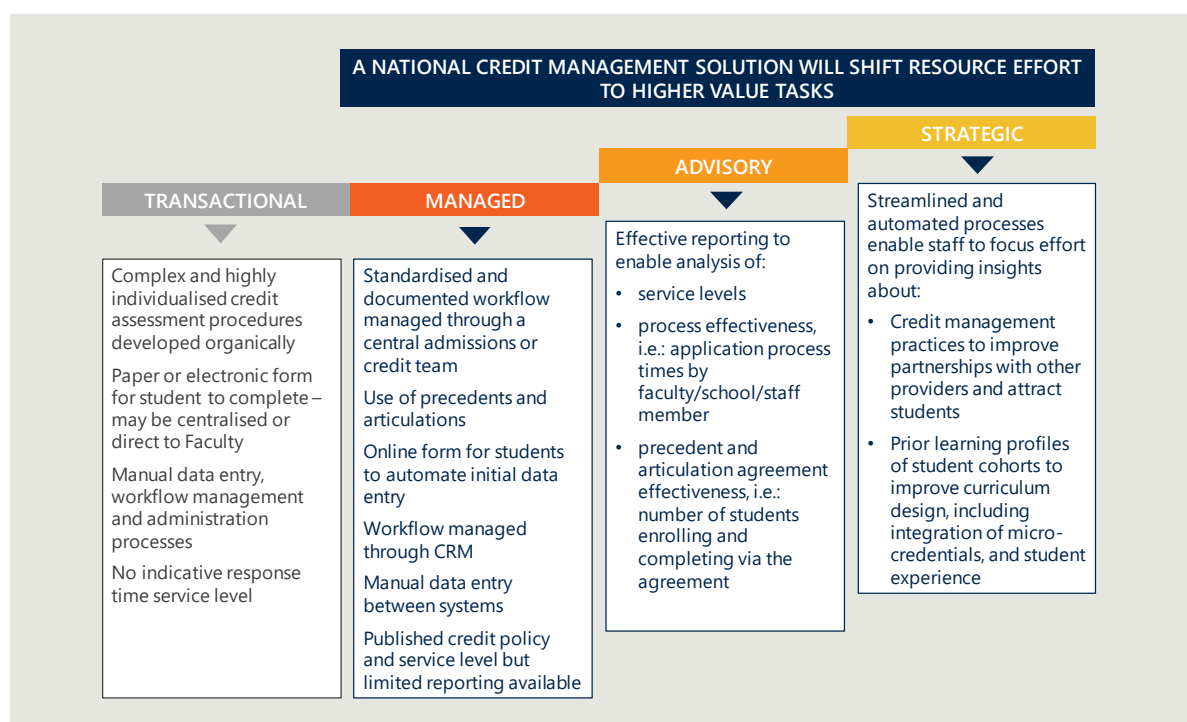 A NATIONAL CREDIT MANAGEMENT SOLUTION WILL SHIFT RESOURCE EFFORT
TO HIGHER VALUE TASKS
TRANSACTIONAL
Complex and highly
individualised credit
assessment procedures
developed organically
Paper or electronic form
for student to complete –
may be centralised or
direct to Faculty
Manual data entry,
workflow management
and administration
processes
No indicative response
time service level
MANAGED
Standardised and
documented workflow
managed through a
central admissions or
credit team
Use of precedents and
articulations
Online form for students
to automate initial data
entry
Workflow managed
through CRM
Manual data entry
between systems
Published credit policy
and service level but
limited reporting available
ADVISORY
Effective reporting to
enable analysis of:
• service levels
• process effectiveness,
i.e.: application process
times by
faculty/school/staff
member
• precedent and
articulation agreement
effectiveness, i.e.:
number of students
enrolling and
completing via the
agreement
STRATEGIC
Streamlined and
automated processes
enable staff to focus effort
on providing insights
about:
• Credit management
practices to improve
partnerships with other
providers and attract
students
• Prior learning profiles
of student cohorts to
improve curriculum
design, including
integration of micro-
credentials, and student
experience